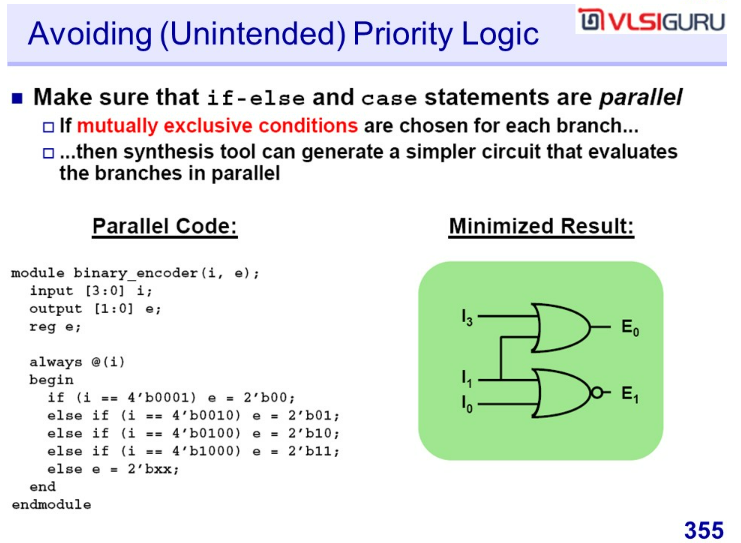 Avoiding (Unintended) Priority Logic
VLSIGURU
Make sure that if-else and case statements are parallel
If mutually exclusive conditions are chosen for each branch...
...then synthesis tool can generate a simpler circuit that evaluates
the branches in parallel
Parallel Code:
module binary_encoder(i, e);
input [3:0] i;
output [1:0] e;
reg e;
always @(i)
begin
if (i == 4'b0001) e = 2'b00;
else if (i == 4'b0010) e = 2'b01;
else if (i == 4'b0100) e = 2'b10;
else if (i == 4'b1000) e = 2'b11;
else e = 2'bxx;
end
endmodule
Minimized Result:
I3
E0
I1
I0
E1
355